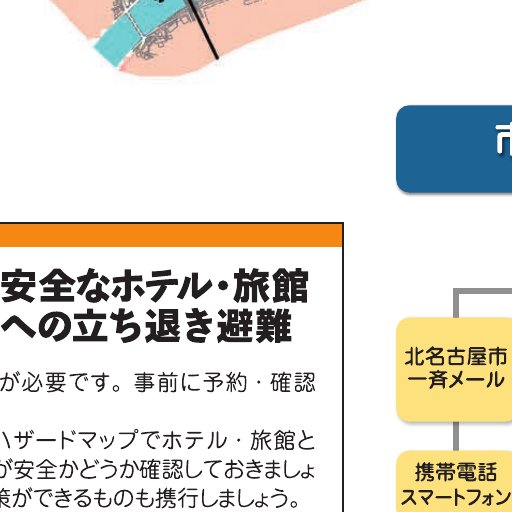 安全なホテル・旅館
への立ち退き避難
が必要です。事前に予約・確認
ハザードマップでホテル・旅館と
が安全かどうか確認しておきましょ
策ができるものも携行しましょう。
市
北名古屋市
一斉メール
携帯電話
スマートフォン